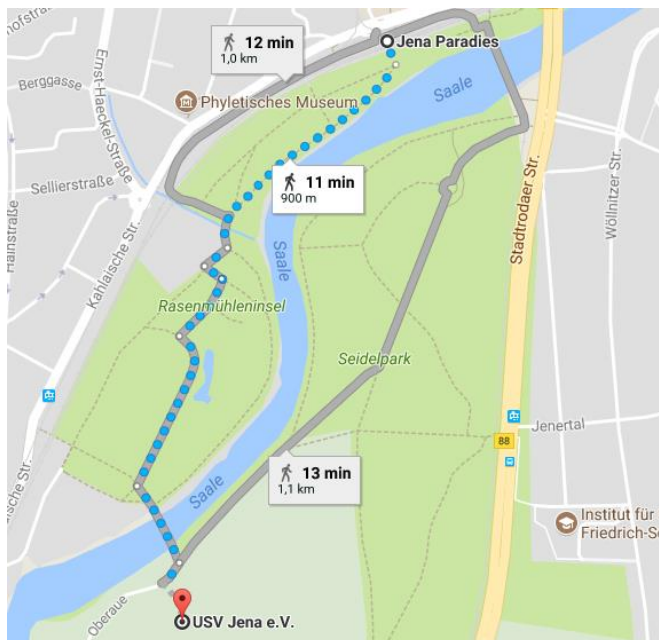 12 min
1,0 km
Jena Paradies
Berggasse
Ernst-Haeckel-Straße
Phyletisches Museum
Saale
Sellierstraße
11 min
900 m
Stadtrodaer Str.
Wöllnitzer Str.
Hainstraße
Kahlaische Str.
Saale
Rasenmühleninsel
Seidelpark
88
Jenertal
13 min
1,1 km
Saale
Institut für
Friedrich-Sc
Oberaue
USV Jena e.V.